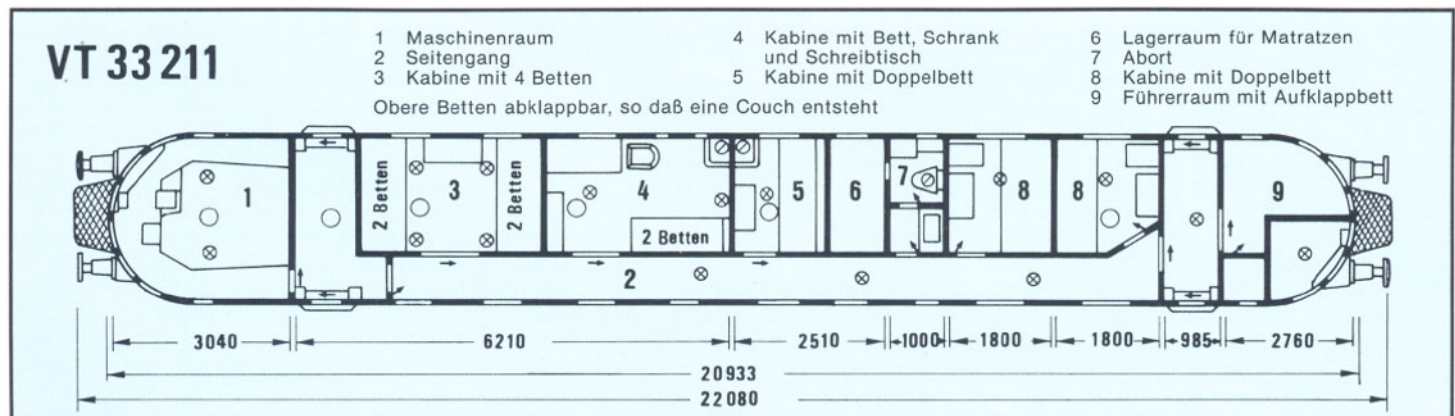 VT 33 211
1 Maschinenraum
2 Seitengang
3 Kabine mit 4 Betten
4 Kabine mit Bett, Schrank
und Schreibtisch
5 Kabine mit Doppelbett
6 Lagerraum für Matratzen
7 Abort
8 Kabine mit Doppelbett
9 Führerraum mit Aufklappbett
Obere Betten abklappbar, so daß eine Couch entsteht
1
2 Betten
3
2 Betten
4
2 Betten
5
6
7
8
8
9
2
3040
6210
2510
1000
1800
1800
985
2760
20933
22080